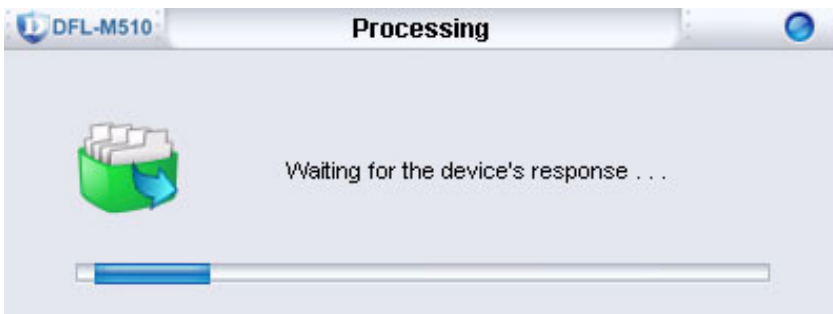 DFL-M510
Processing
Waiting for the device's response . . .